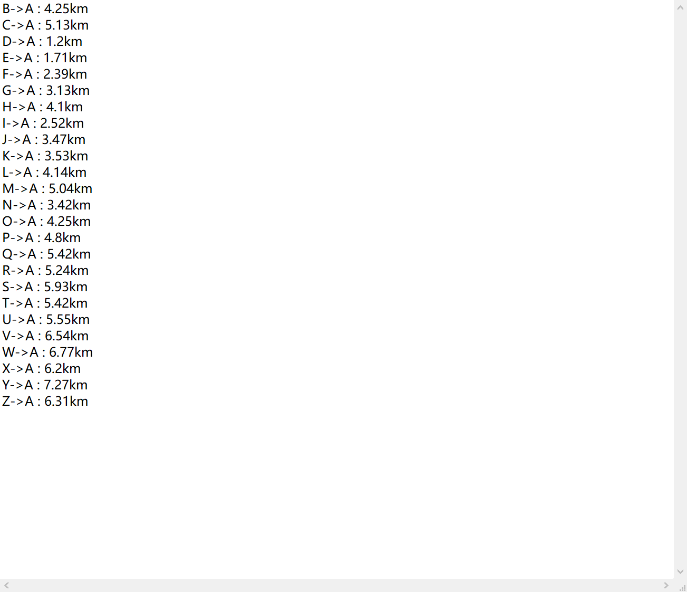 B->A : 4.25km
C->A : 5.13km
D->A : 1.2km
E->A : 1.71km
F->A : 2.39km
G->A : 3.13km
H->A : 4.1km
I->A : 2.52km
J->A : 3.47km
K->A : 3.53km
L->A : 4.14km
M->A : 5.04km
N->A : 3.42km
O->A : 4.25km
P->A : 4.8km
Q->A : 5.42km
R->A : 5.24km
S->A : 5.93km
T->A : 5.42km
U->A : 5.55km
V->A : 6.54km
W->A : 6.77km
X->A : 6.2km
Y->A : 7.27km
Z->A : 6.31km